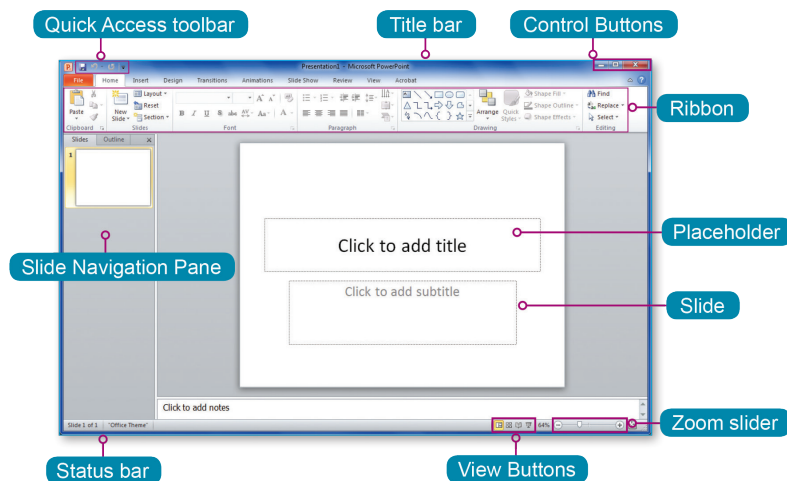 Quick Access toolbar
Title bar
Control Buttons
Presentation1 - Microsoft PowerPoint
File Home Insert Design Transitions Animations Slide Show Review View Acrobat
Paste
New Slide
Layout
Reset
Section
B I U S abc AV Aa A
Arrange
Quick Styles
Shape Fill
Shape Outline
Shape Effects
Find
Replace
Select
Clipboard Slides Font Paragraph Drawing Editing
Ribbon
Slides Outline
1
Click to add title
Placeholder
Slide Navigation Pane
Click to add subtitle
Slide
Click to add notes
Slide 1 of 1 "Office Theme" 64%
Zoom slider
Status bar
View Buttons